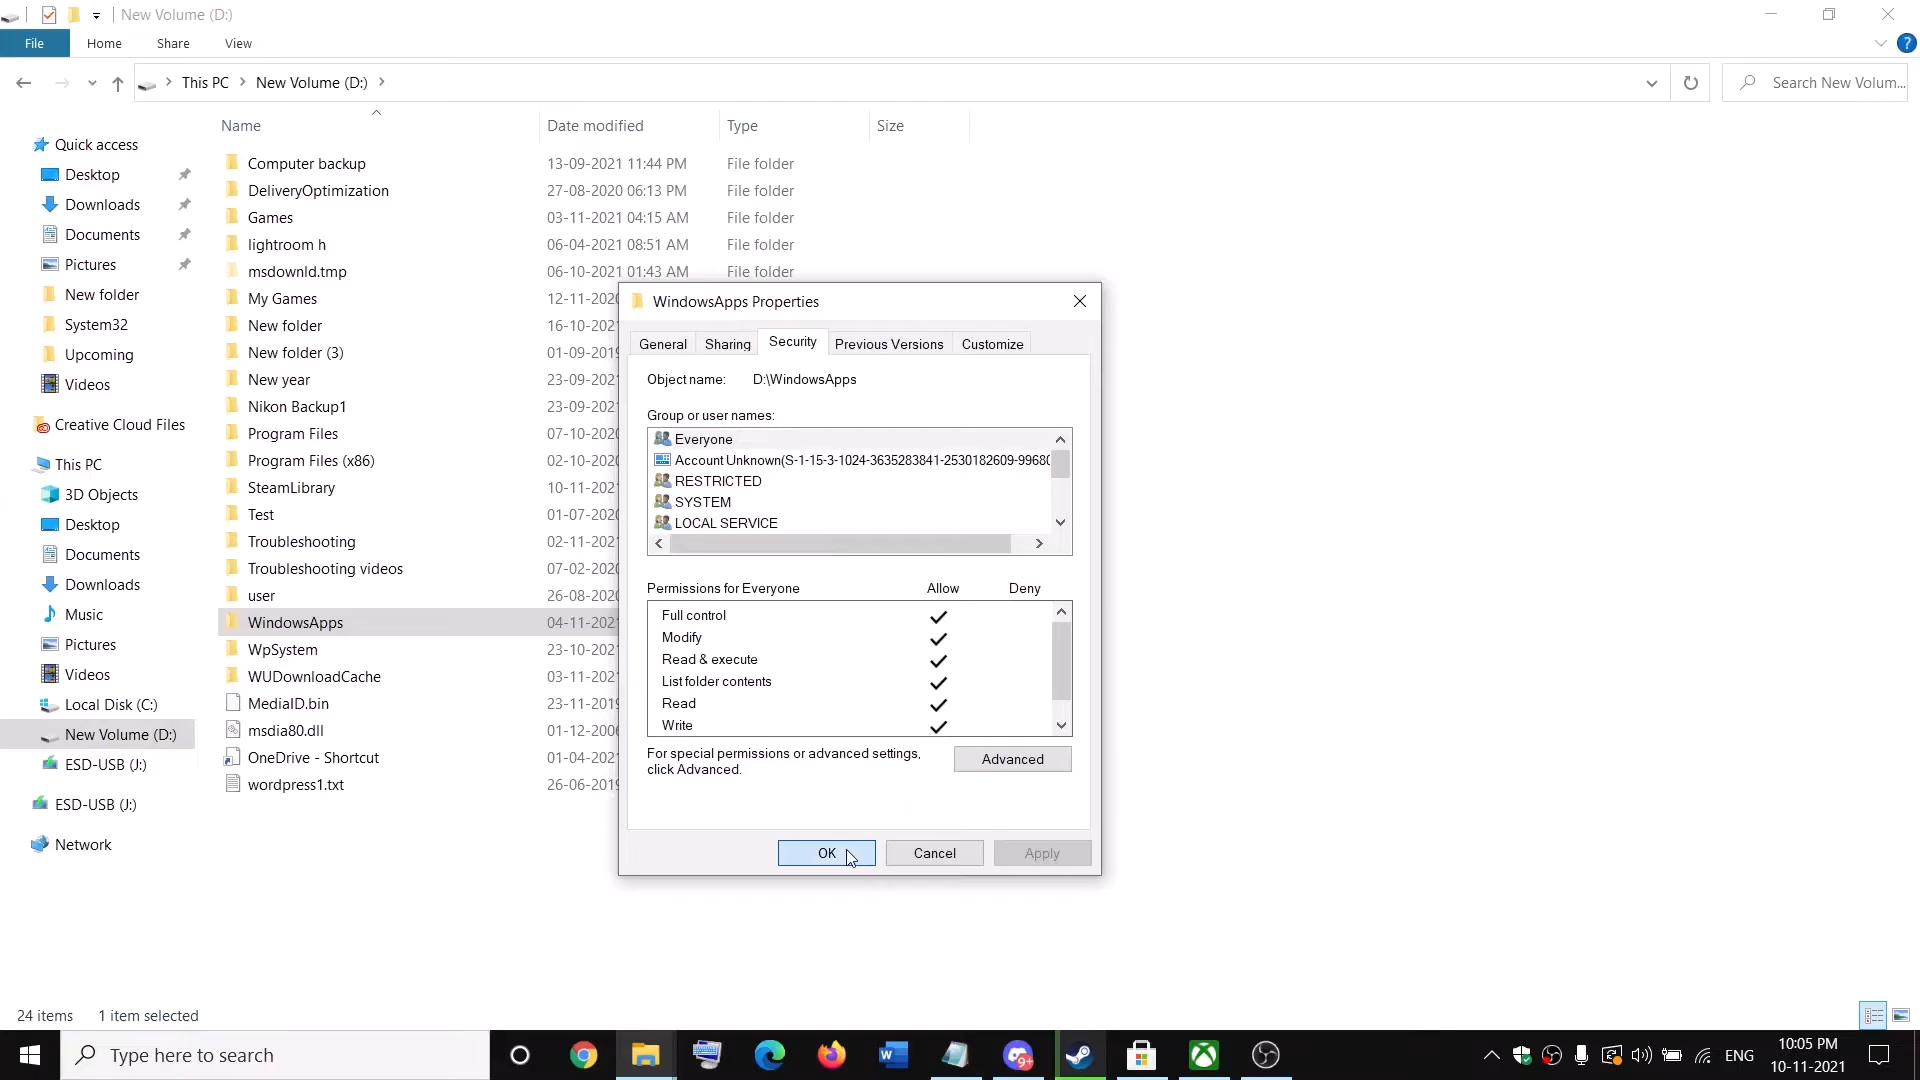 New Volume (D:)
File Home Share View ?
This PC New Volume (D:) Search New Volum...
Name Date modified Type Size
Quick access
Desktop
Downloads
Documents
Pictures
New folder
System32
Upcoming
Videos
Creative Cloud Files
This PC
3D Objects
Desktop
Documents
Downloads
Music
Pictures
Videos
Local Disk (C:)
New Volume (D:)
ESD-USB (J:)
ESD-USB (J:)
Network
Computer backup 13-09-2021 11:44 PM File folder
DeliveryOptimization 27-08-2020 06:13 PM File folder
Games 03-11-2021 04:15 AM File folder
lightroom h 06-04-2021 08:51 AM File folder
msdownld.tmp 06-10-2021 01:43 AM File folder
My Games 12-11-2020
New folder 16-10-2021
New folder (3) 01-09-2019
New year 23-09-2021
Nikon Backup1 23-09-2021
Program Files 07-10-2020
Program Files (x86) 02-10-2020
SteamLibrary 10-11-2021
Test 01-07-2020
Troubleshooting 02-11-2021
Troubleshooting videos 07-02-2020
user 26-08-2020
WindowsApps 04-11-2021
WpSystem 23-10-2021
WUDownloadCache 03-11-2021
MediaID.bin 23-11-2019
msdia80.dll 01-12-2006
OneDrive - Shortcut 01-04-2021
wordpress1.txt 26-06-2019
WindowsApps Properties
General Sharing Security Previous Versions Customize
Object name: D:\WindowsApps
Group or user names:
Everyone
Account Unknown(S-1-15-3-1024-3635283841-2530182609-99680
RESTRICTED
SYSTEM
LOCAL SERVICE
Permissions for Everyone Allow Deny
Full control
Modify
Read & execute
List folder contents
Read
Write
For special permissions or advanced settings,
click Advanced.
Advanced
OK Cancel Apply
24 items 1 item selected
Type here to search
ENG
10:05 PM
10-11-2021